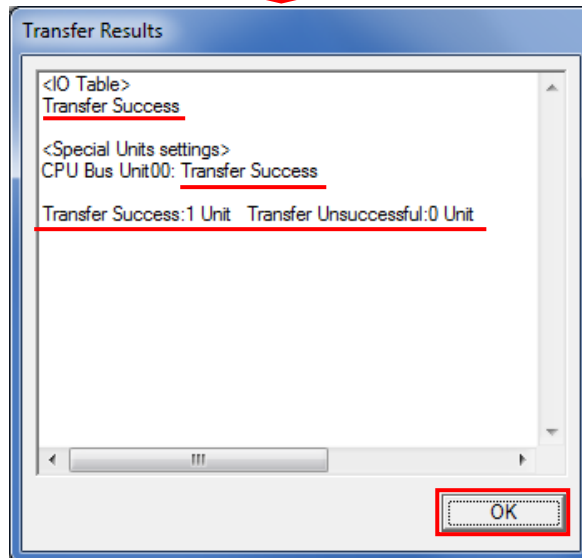 Transfer Results
<IO Table>
Transfer Success
<Special Units settings>
CPU Bus Unit00: Transfer Success
Transfer Success:1 Unit Transfer Unsuccessful:0 Unit
OK